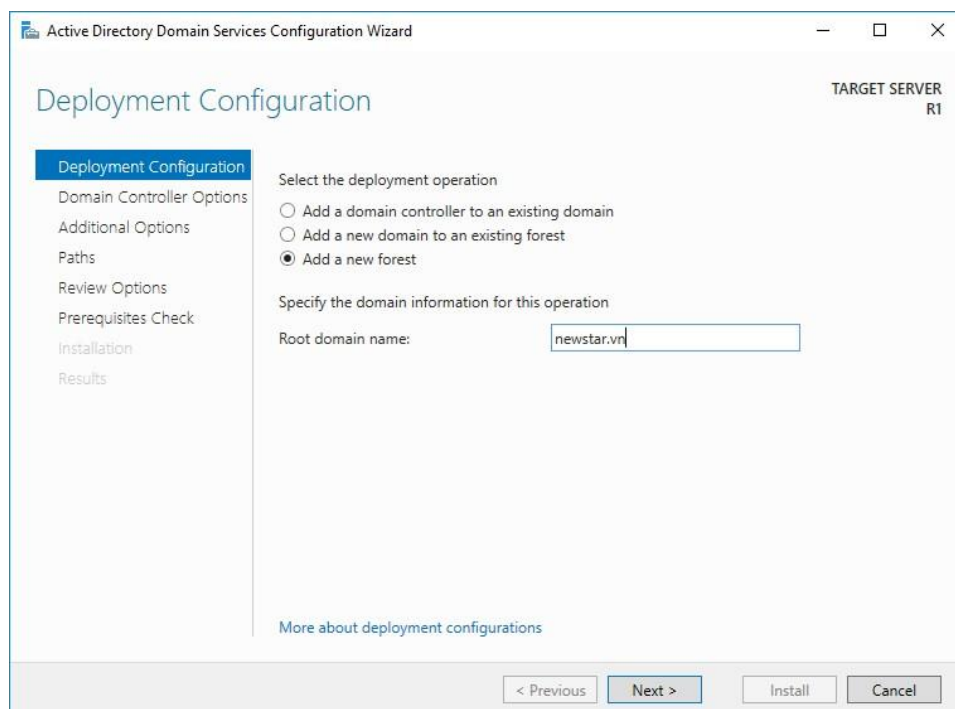 Active Directory Domain Services Configuration Wizard
Deployment Configuration
TARGET SERVER
R1
Deployment Configuration
Domain Controller Options
Additional Options
Paths
Review Options
Prerequisites Check
Installation
Results
Select the deployment operation
Add a domain controller to an existing domain
Add a new domain to an existing forest
Add a new forest
Specify the domain information for this operation
Root domain name: newstar.vn
More about deployment configurations
< Previous Next > Install Cancel